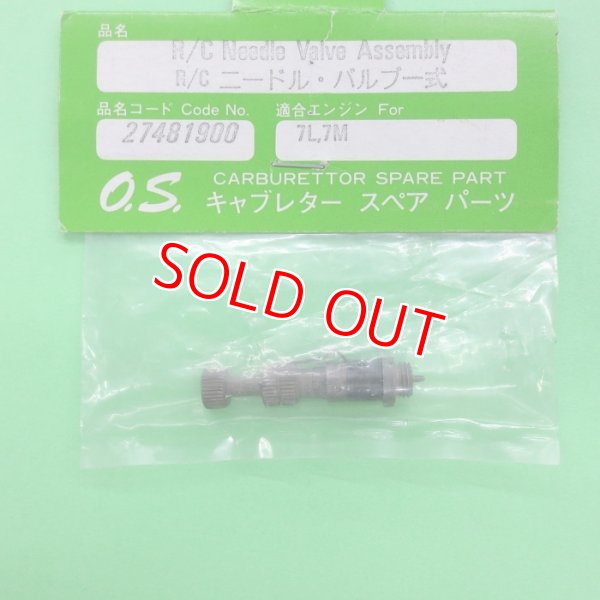 品名
R/C Needle Valve Assembly
R/C ニードル・バルブ一式
品名コード Code No. 適合エンジン For
27481900 7L,7M
O.S. CARBURETTOR SPARE PART
キャブレター スペア パーツ
SOLD OUT